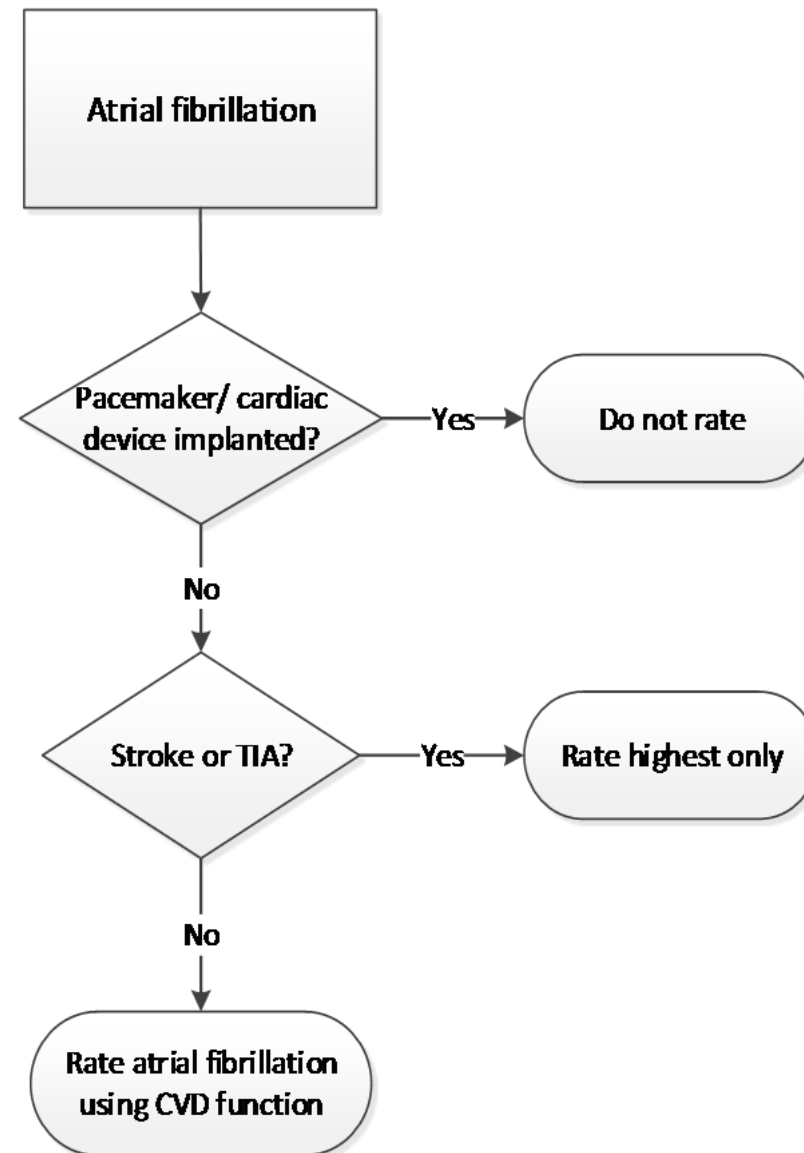 Atrial fibrillation
Pacemaker/ cardiac
device implanted?
Yes
Do not rate
No
Stroke or TIA?
Yes
Rate highest only
No
Rate atrial fibrillation
using CVD function